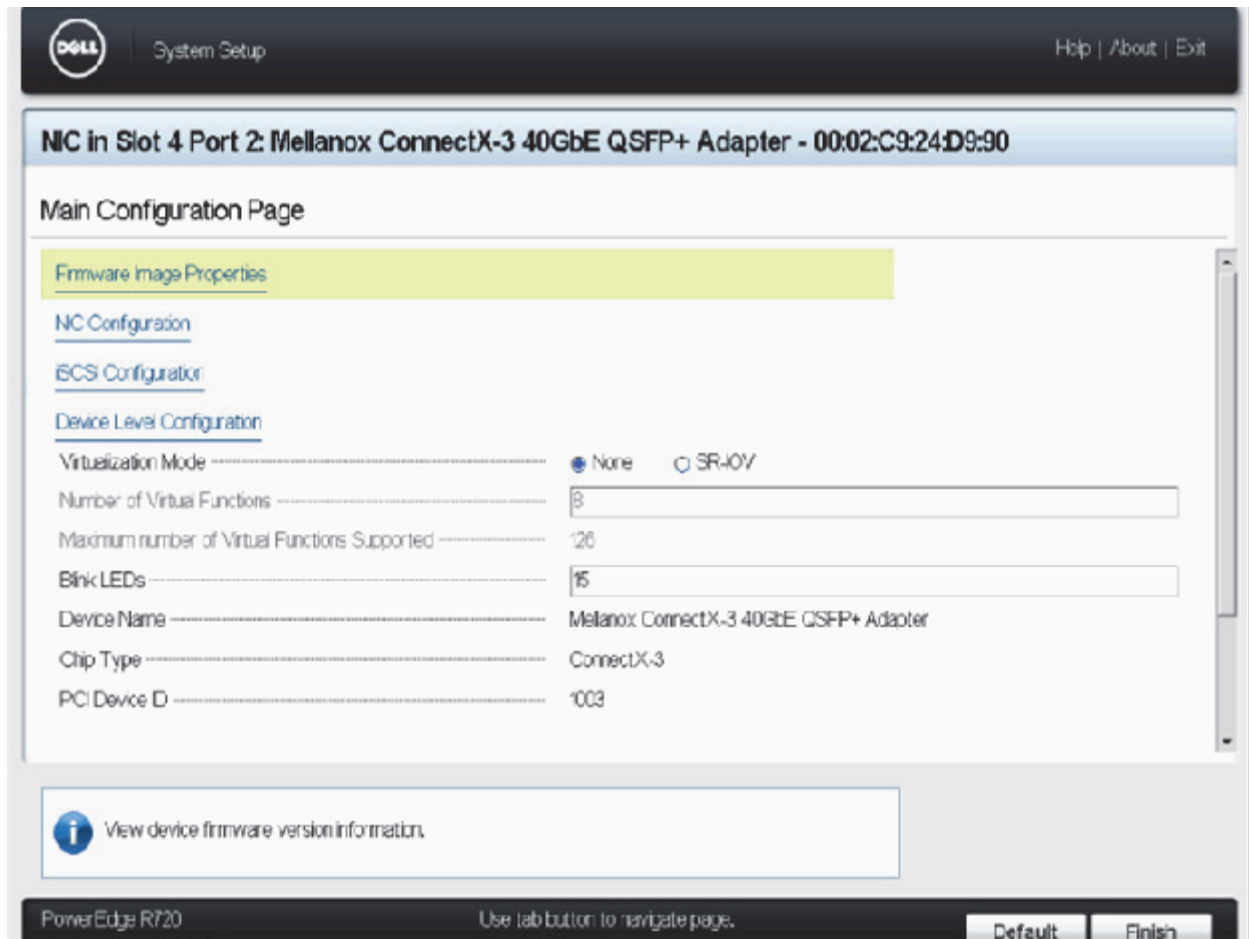 DELL System Setup Help | About | Exit
NIC in Slot 4 Port 2: Mellanox ConnectX-3 40GbE QSFP+ Adapter - 00:02:C9:24:D9:90
Main Configuration Page
Firmware Image Properties
NIC Configuration
iSCSI Configuration
Device Level Configuration
Virtualization Mode None SR-IOV
Number of Virtual Functions 8
Maximum number of Virtual Functions Supported 126
Blink LEDs 15
Device Name Mellanox ConnectX-3 40GbE QSFP+ Adapter
Chip Type ConnectX-3
PCI Device ID 1003
View device firmware version information.
PowerEdge R720 Use tab button to navigate page. Default Finish